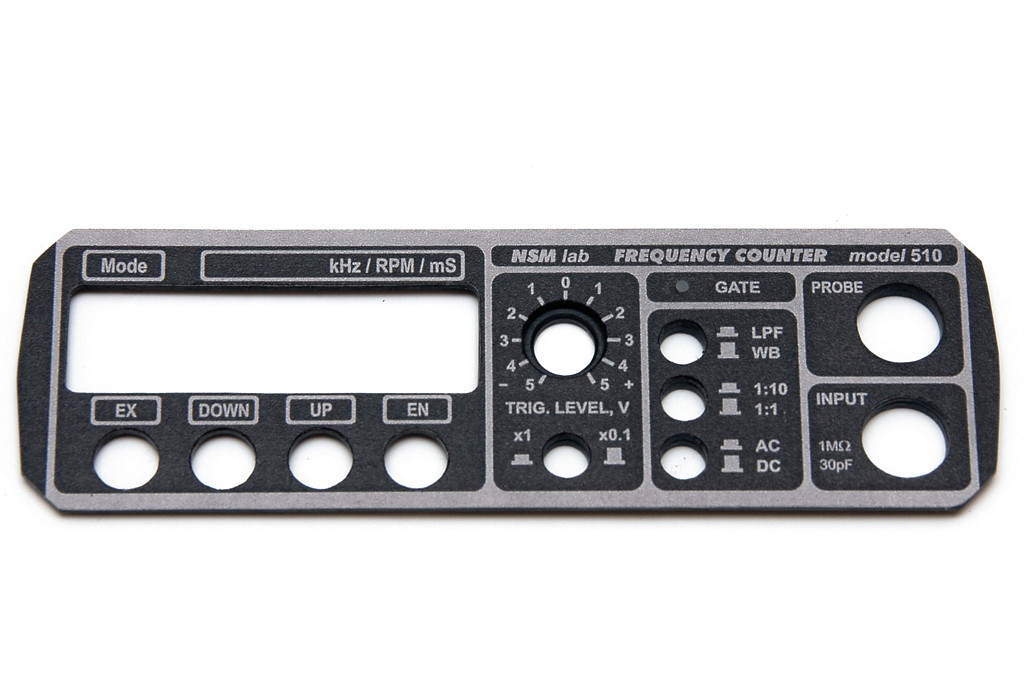 Mode
kHz / RPM / mS
EX
DOWN
UP
EN
NSM lab FREQUENCY COUNTER model 510
1 0 1
2 2
3 3
4 4
− 5 5 +
TRIG. LEVEL, V
x1 x0.1
GATE
LPF
WB
1:10
1:1
AC
DC
PROBE
INPUT
1MΩ
30pF